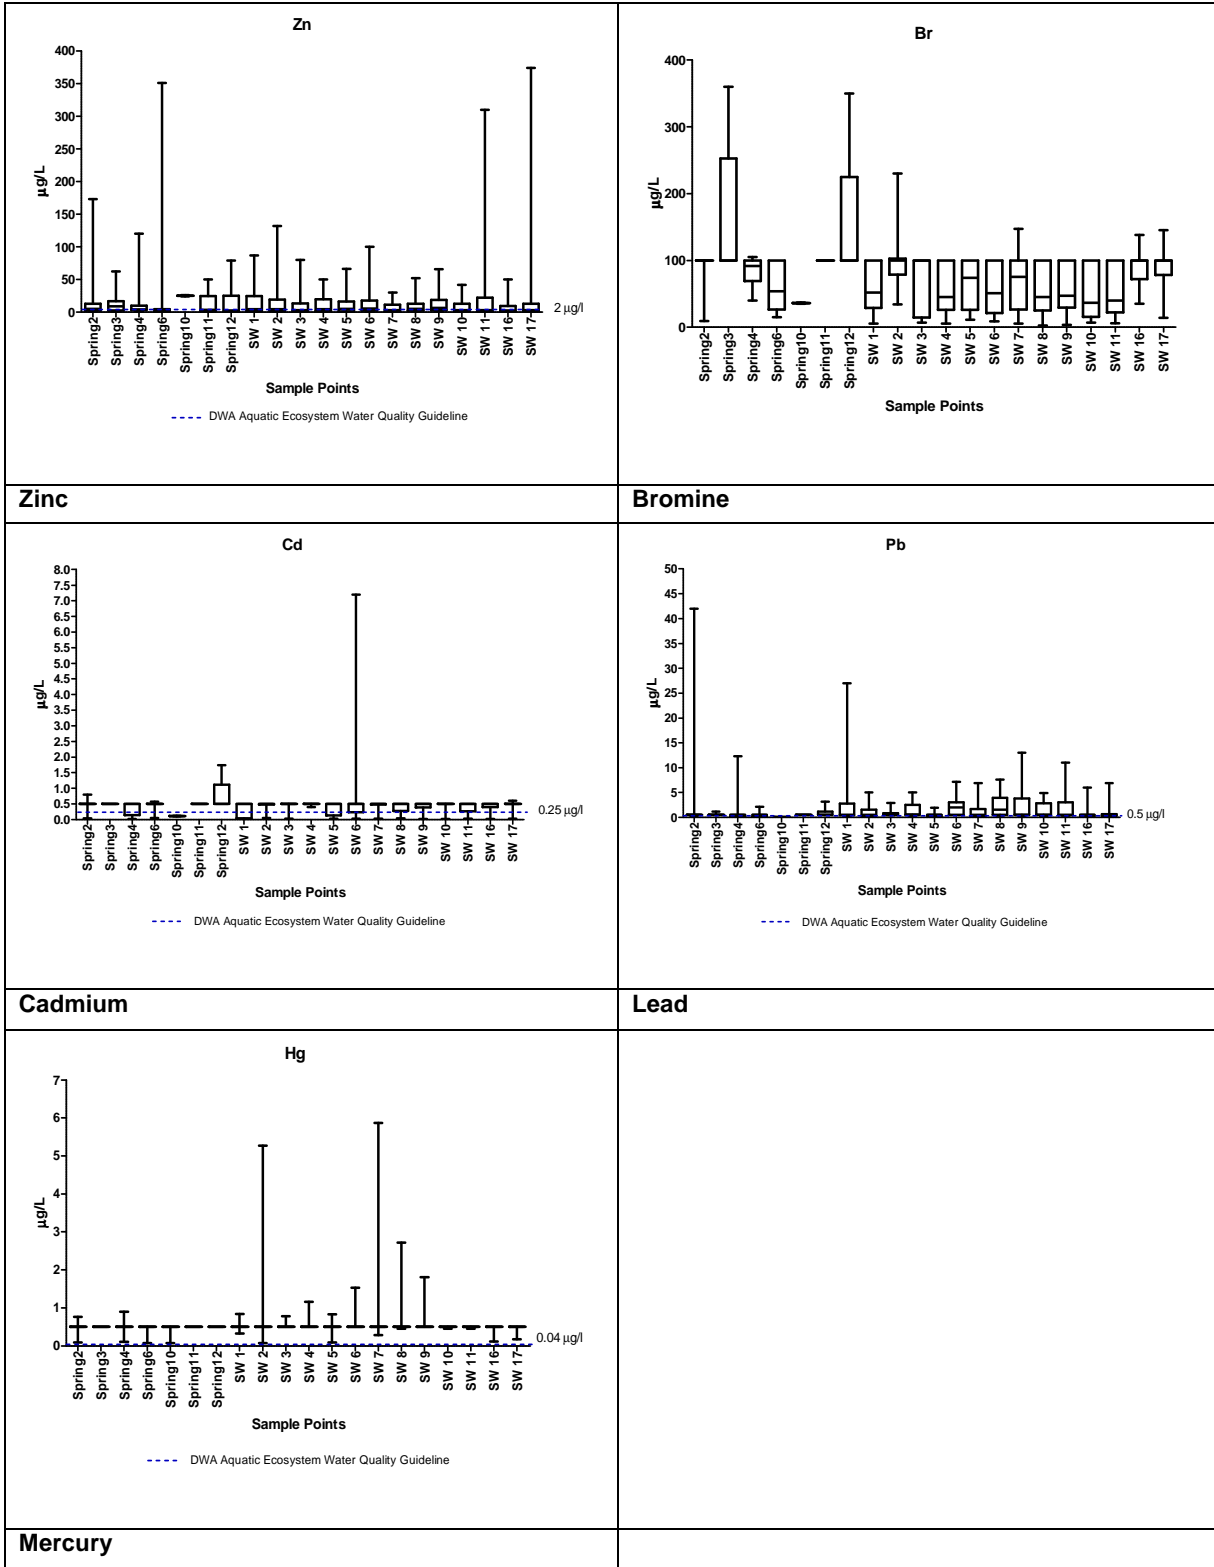 Zn
400
350
300
250
200
150
100
50
0
µg/L
2 µg/l
Spring2
Spring3
Spring4
Spring6
Spring10
Spring11
Spring12
SW 1
SW 2
SW 3
SW 4
SW 5
SW 6
SW 7
SW 8
SW 9
SW 10
SW 11
SW 16
SW 17
Sample Points
DWA Aquatic Ecosystem Water Quality Guideline
Br
400
300
200
100
0
µg/L
Spring2
Spring3
Spring4
Spring6
Spring10
Spring11
Spring12
SW 1
SW 2
SW 3
SW 4
SW 5
SW 6
SW 7
SW 8
SW 9
SW 10
SW 11
SW 16
SW 17
Sample Points
Zinc
Bromine
Cd
8.0
7.5
7.0
6.5
6.0
5.5
5.0
4.5
4.0
3.5
3.0
2.5
2.0
1.5
1.0
0.5
0.0
µg/L
0.25 µg/l
Spring2
Spring3
Spring4
Spring6
Spring10
Spring11
Spring12
SW 1
SW 2
SW 3
SW 4
SW 5
SW 6
SW 7
SW 8
SW 9
SW 10
SW 11
SW 16
SW 17
Sample Points
DWA Aquatic Ecosystem Water Quality Guideline
Pb
50
45
40
35
30
25
20
15
10
5
0
µg/L
0.5 µg/l
Spring2
Spring3
Spring4
Spring6
Spring10
Spring11
Spring12
SW 1
SW 2
SW 3
SW 4
SW 5
SW 6
SW 7
SW 8
SW 9
SW 10
SW 11
SW 16
SW 17
Sample Points
DWA Aquatic Ecosystem Water Quality Guideline
Cadmium
Lead
Hg
7
6
5
4
3
2
1
0
µg/L
0.04 µg/l
Spring2
Spring3
Spring4
Spring6
Spring10
Spring11
Spring12
SW 1
SW 2
SW 3
SW 4
SW 5
SW 6
SW 7
SW 8
SW 9
SW 10
SW 11
SW 16
SW 17
Sample Points
DWA Aquatic Ecosystem Water Quality Guideline
Mercury